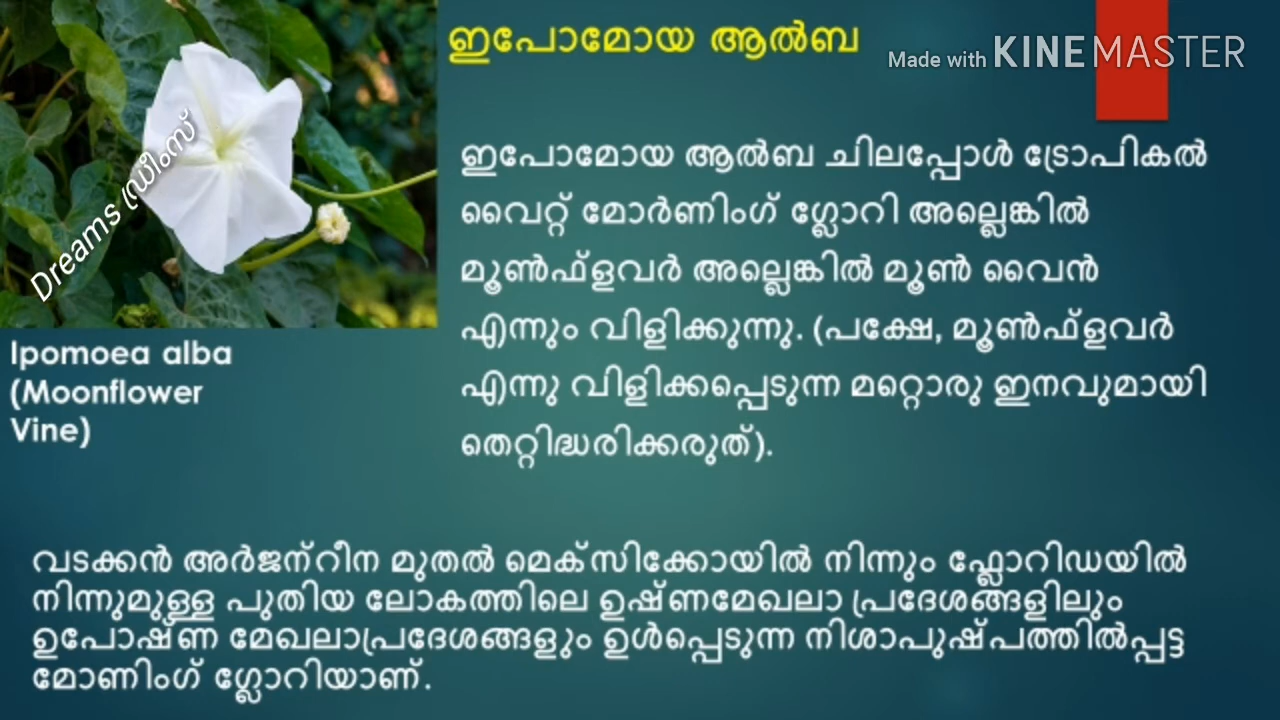 ഇപോമോയ ആൽബ
Made with KINEMASTER
Dreams ഡ്രീംസ്
Ipomoea alba
(Moonflower
Vine)
ഇപോമോയ ആൽബ ചിലപ്പോൾ ട്രോപികൽ
വൈറ്റ് മോർണിംഗ് ഗ്ലോറി അല്ലെങ്കിൽ
മൂൺഫ്ളവർ അല്ലെങ്കിൽ മൂൺ വൈൻ
എന്നും വിളിക്കുന്നു. (പക്ഷേ, മൂൺഫ്ളവർ
എന്നു വിളിക്കപ്പെടുന്ന മറ്റൊരു ഇനവുമായി
തെറ്റിദ്ധരിക്കരുത്).
വടക്കൻ അർജന്റീന മുതൽ മെക്സിക്കോയിൽ നിന്നും ഫ്ലോറിഡയിൽ
നിന്നുമുള്ള പുതിയ ലോകത്തിലെ ഉഷ്ണമേഖലാ പ്രദേശങ്ങളിലും
ഉപോഷ്ണ മേഖലാപ്രദേശങ്ങളും ഉൾപ്പെടുന്ന നിശാപുഷ്പത്തിൽപ്പട്ട
മോണിംഗ് ഗ്ലോറിയാണ്.